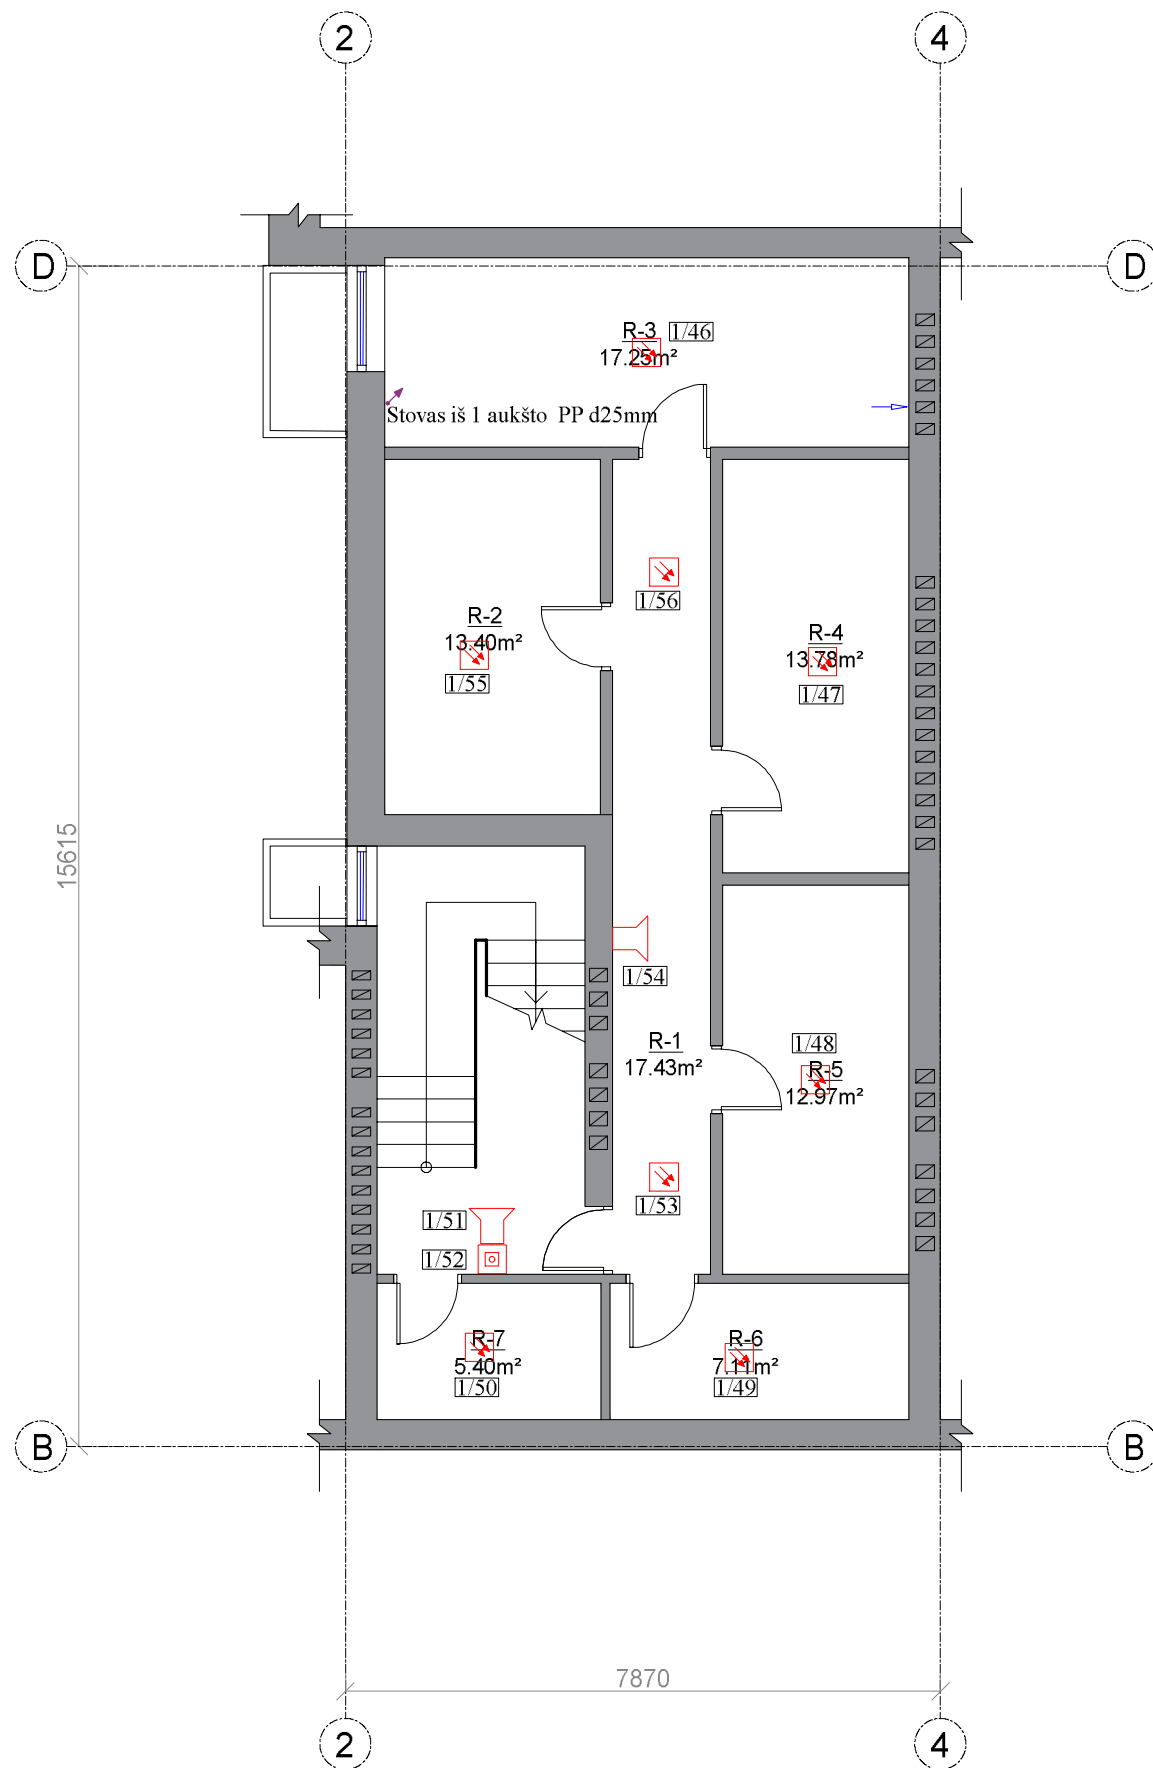 2
4
D
D
R-3
1/46
17.25m²
Stovas iš 1 aukšto PP d25mm
1/56
R-2
13.40m²
1/55
R-4
13.78m²
1/47
15615
1/54
R-1
17.43m²
1/48
R-5
12.97m²
1/53
1/51
1/52
R-7
5.40m²
1/50
R-6
7.11m²
1/49
B
B
7870
2
4